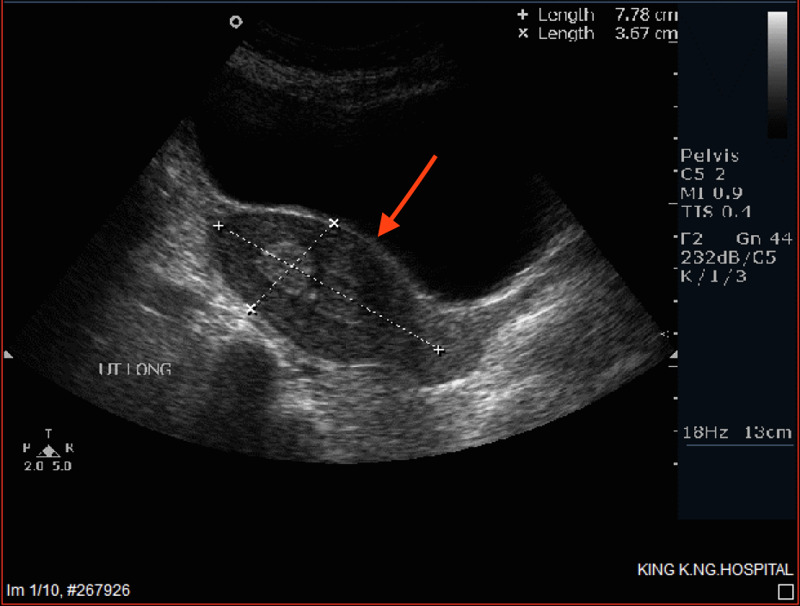 + Length 7.78 cm
× Length 3.67 cm
Pelvis
C5 2
MI 0.9
TIS 0.4
F2 Gn 44
232dB/C5
K/1/3
UT LONG
T
P R
2.0 5.0
18Hz 13cm
KING K.NG.HOSPITAL
Im 1/10, #267926